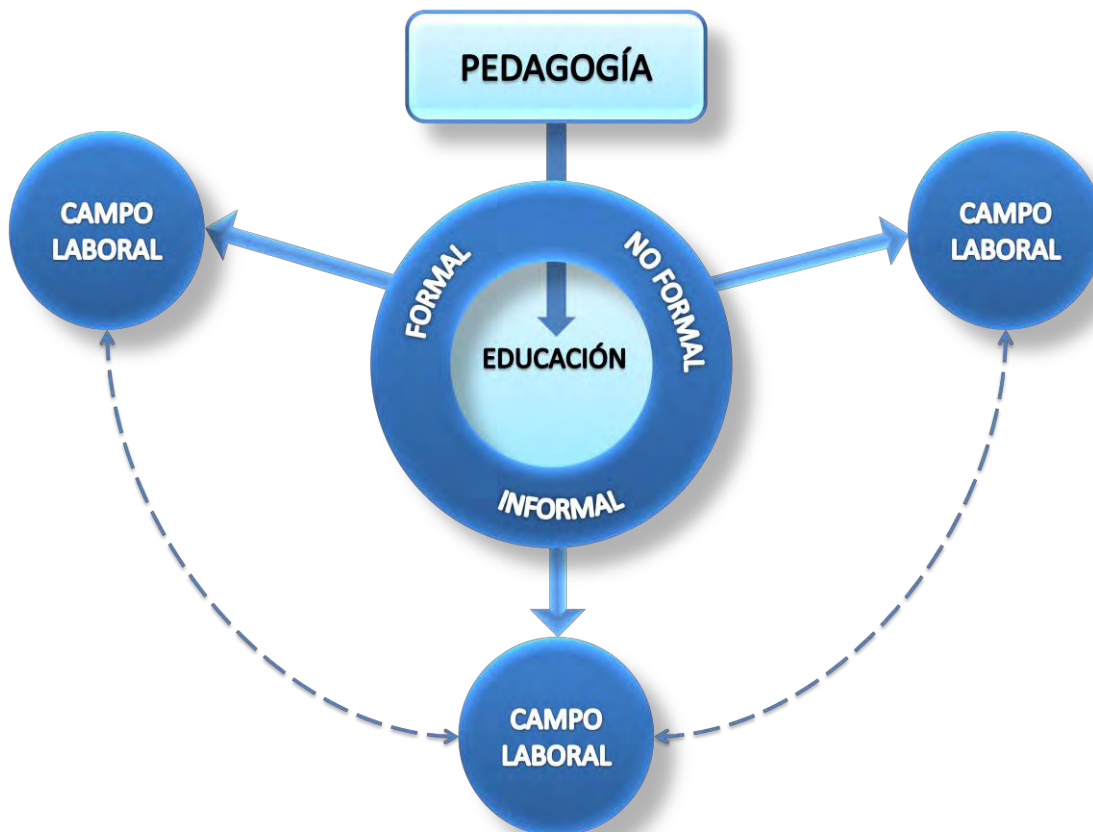 PEDAGOGÍA
CAMPO
LABORAL
FORMAL
NO FORMAL
CAMPO
LABORAL
EDUCACIÓN
INFORMAL
CAMPO
LABORAL